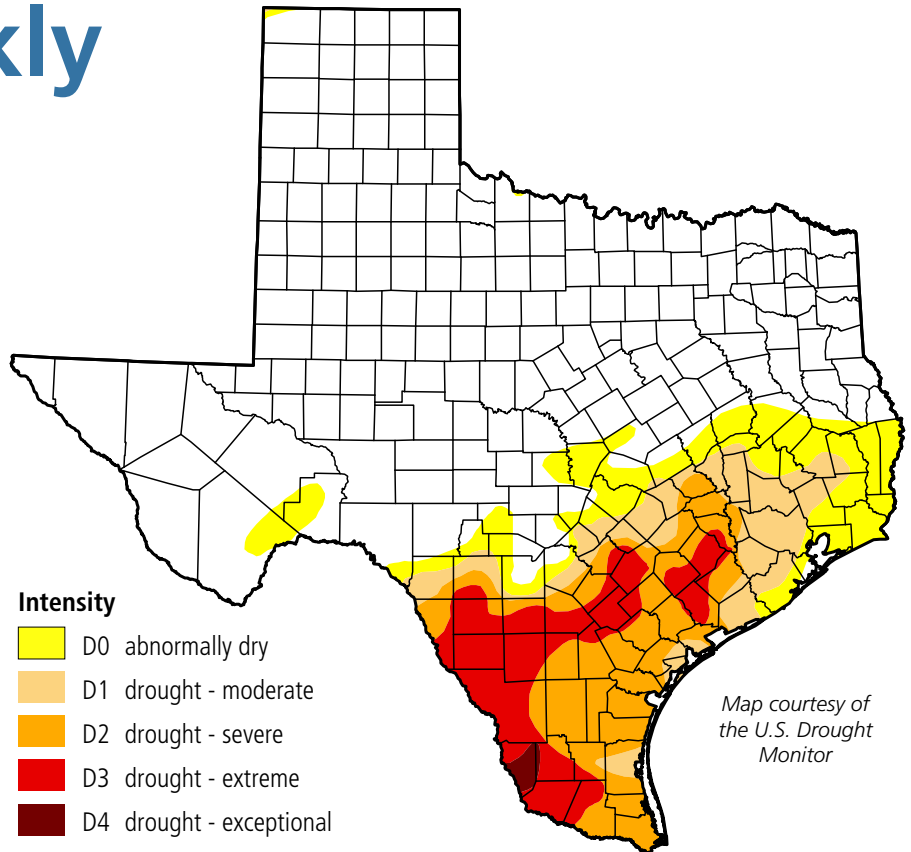 kly
Intensity
D0 abnormally dry
D1 drought - moderate
D2 drought - severe
D3 drought - extreme
D4 drought - exceptional
Map courtesy of
the U.S. Drought
Monitor